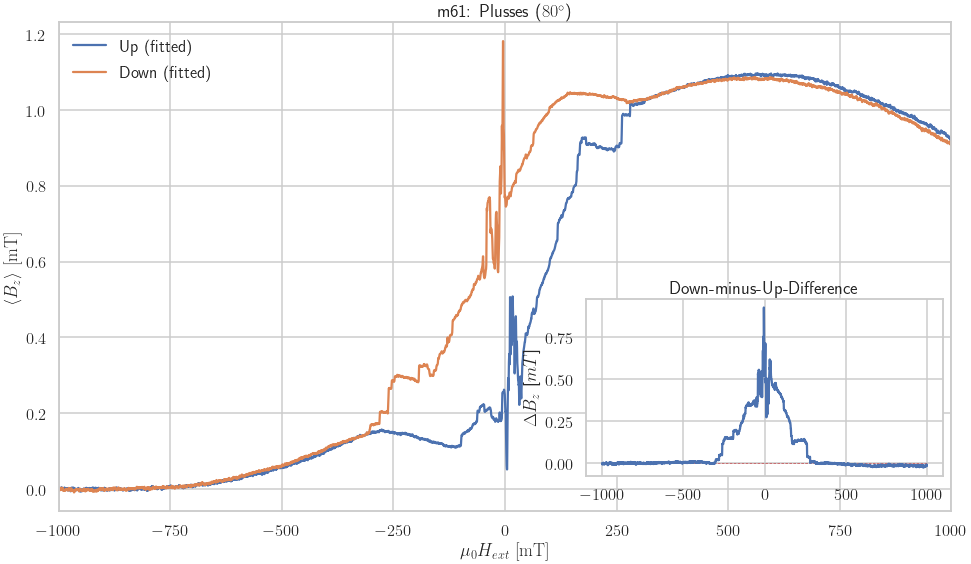 m61: Plusses (80°)
Up (fitted)
Down (fitted)
⟨B_z⟩ [mT]
1.2
1.0
0.8
0.6
0.4
0.2
0.0
−1000 −750 −500 −250 0 250 500 750 1000
μ₀H_ext [mT]
Down-minus-Up-Difference
ΔB_z [mT]
0.75
0.50
0.25
0.00
−1000 −500 0 500 1000